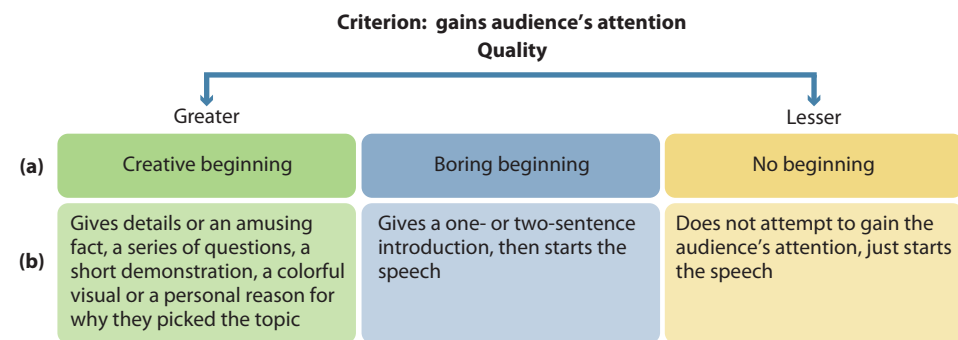 Criterion:  gains audience's attention
Quality
Greater
Lesser
(a)
Creative beginning
Boring beginning
No beginning
(b)
Gives details or an amusing
fact, a series of questions, a
short demonstration, a colorful
visual or a personal reason for
why they picked the topic
Gives a one- or two-sentence
introduction, then starts the
speech
Does not attempt to gain the
audience's attention, just starts
the speech